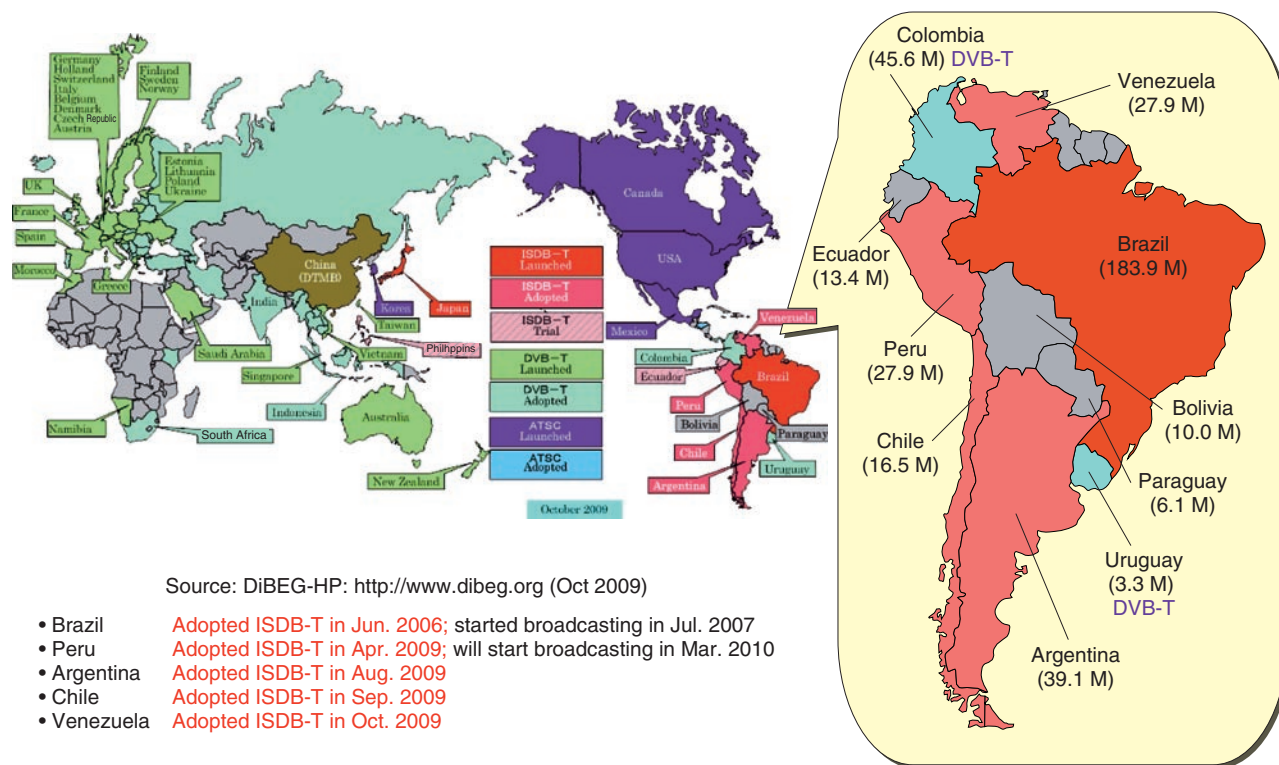 Germany
Holland
Switzerland
Italy
Belgium
Denmark
Czech Republic
Austria
Finland
Sweden
Norway
Estonia
Lithunnia
Poland
Ukraine
UK
France
Spain
Morocco
Greece
Saudi Arabia
Namibia
South Africa
India
China
(DTMB)
Korea
Japan
Taiwan
Philhppins
Vietnam
Singapore
Indonesia
Australia
New Zealand
ISDB-T
Launched
ISDB-T
Adopted
ISDB-T
Trial
DVB-T
Launched
DVB-T
Adopted
ATSC
Launched
ATSC
Adopted
October 2009
Canada
USA
Mexico
Venezuela
Colombia
Ecuador
Brazil
Peru
Bolivia
Paraguay
Chile
Uruguay
Argentina
Colombia
(45.6 M) DVB-T
Venezuela
(27.9 M)
Ecuador
(13.4 M)
Brazil
(183.9 M)
Peru
(27.9 M)
Bolivia
(10.0 M)
Chile
(16.5 M)
Paraguay
(6.1 M)
Uruguay
(3.3 M)
DVB-T
Argentina
(39.1 M)
Source: DiBEG-HP: http://www.dibeg.org (Oct 2009)
• Brazil Adopted ISDB-T in Jun. 2006; started broadcasting in Jul. 2007
• Peru Adopted ISDB-T in Apr. 2009; will start broadcasting in Mar. 2010
• Argentina Adopted ISDB-T in Aug. 2009
• Chile Adopted ISDB-T in Sep. 2009
• Venezuela Adopted ISDB-T in Oct. 2009